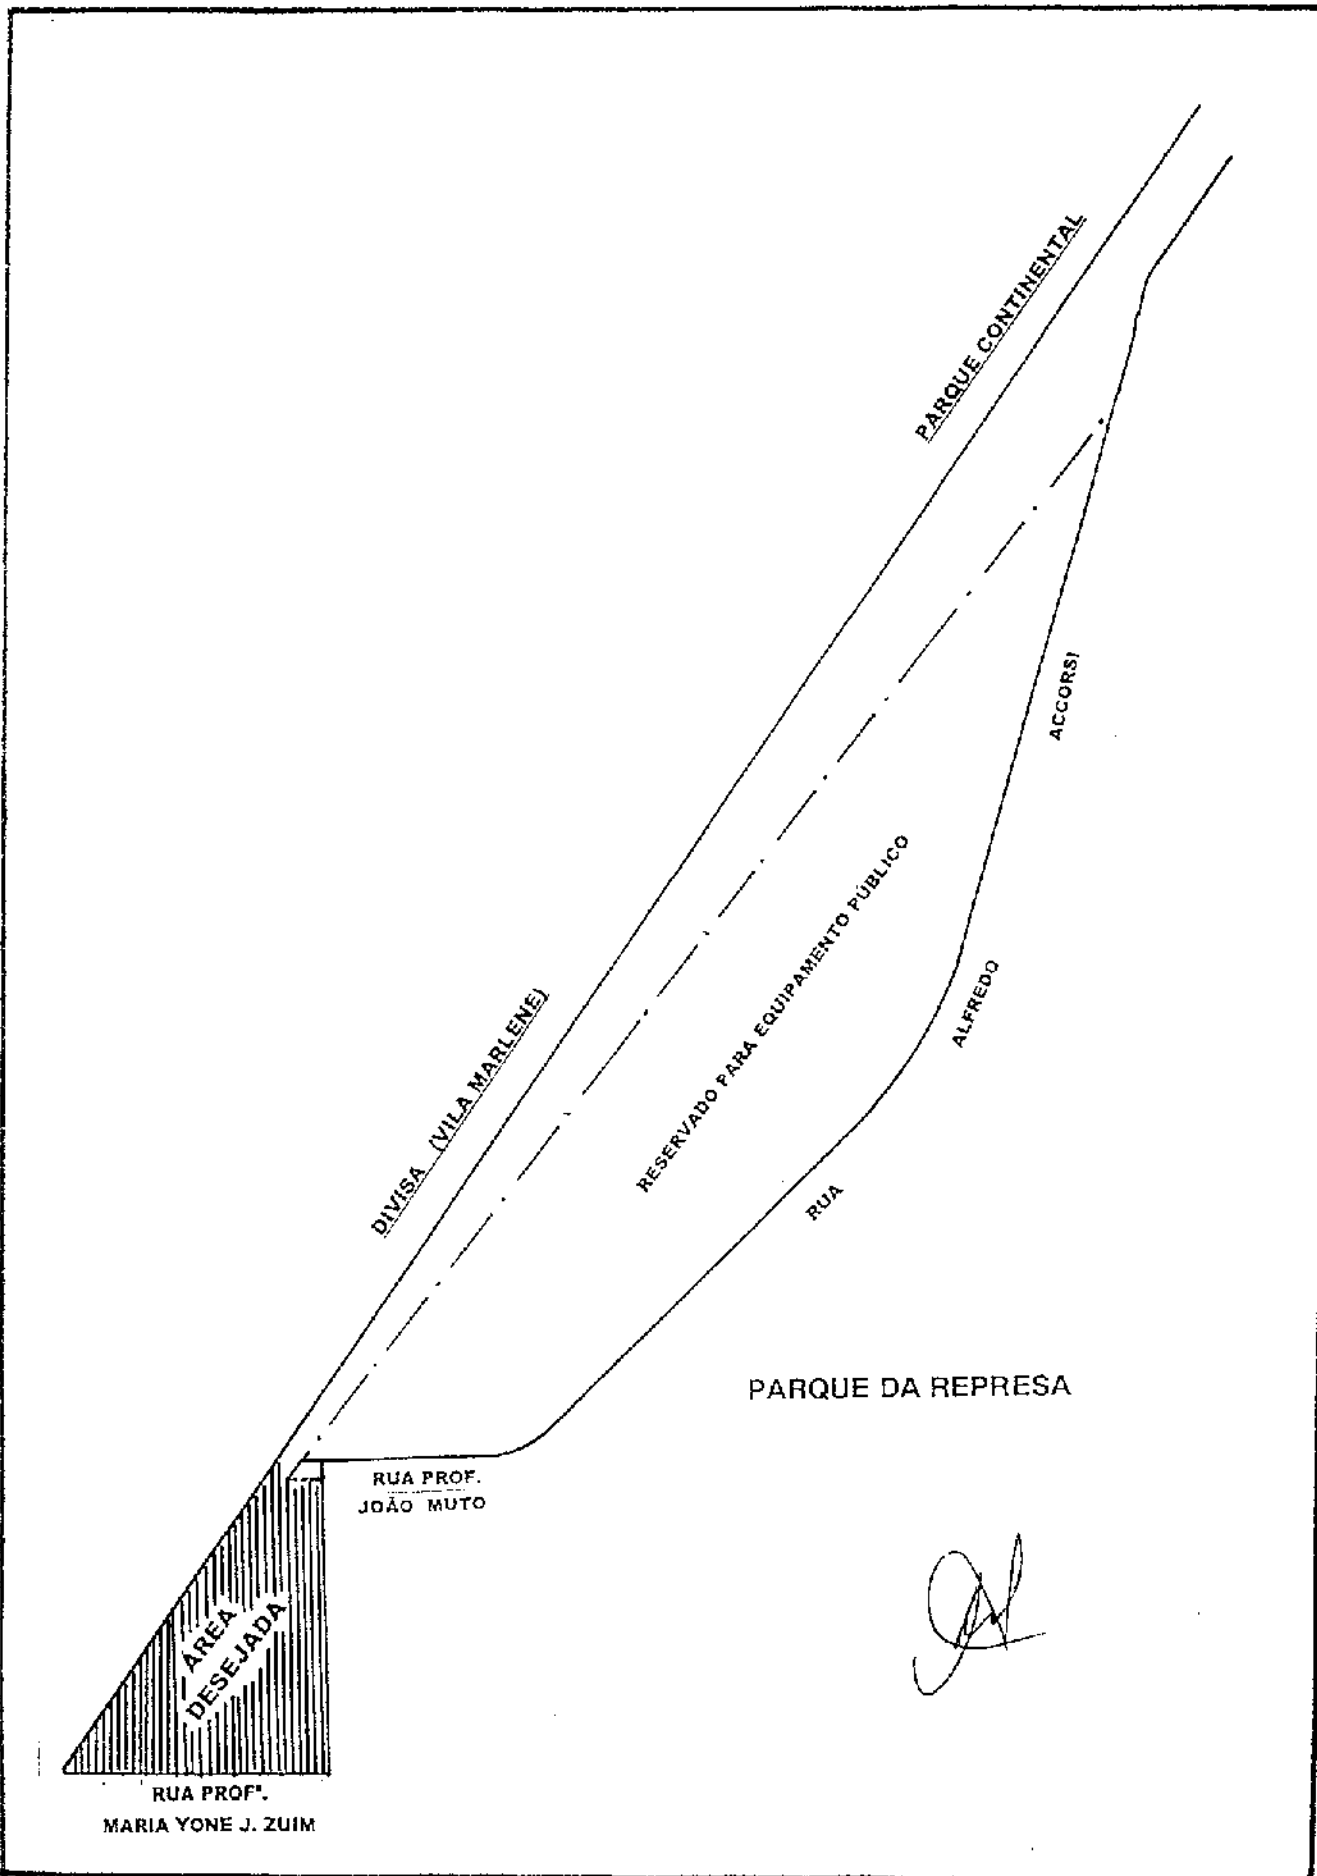 PARQUE CONTINENTAL
ACCORSI
RESERVADO PARA EQUIPAMENTO PÚBLICO
DIVISA (VILA MARLENE)
ALFREDO
RUA
PARQUE DA REPRESA
RUA PROF.
JOÃO MUTO
ÁREA
DESEJADA
RUA PROFª.
MARIA YONE J. ZUIM